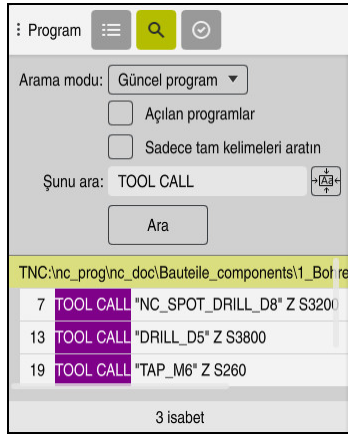 Program
Arama modu: Güncel program
Açılan programlar
Sadece tam kelimeleri aratın
Şunu ara: TOOL CALL
Ara
TNC:\nc_prog\nc_doc\Bauteile_components\1_Bohre
7 TOOL CALL "NC_SPOT_DRILL_D8" Z S3200
13 TOOL CALL "DRILL_D5" Z S3800
19 TOOL CALL "TAP_M6" Z S260
3 isabet